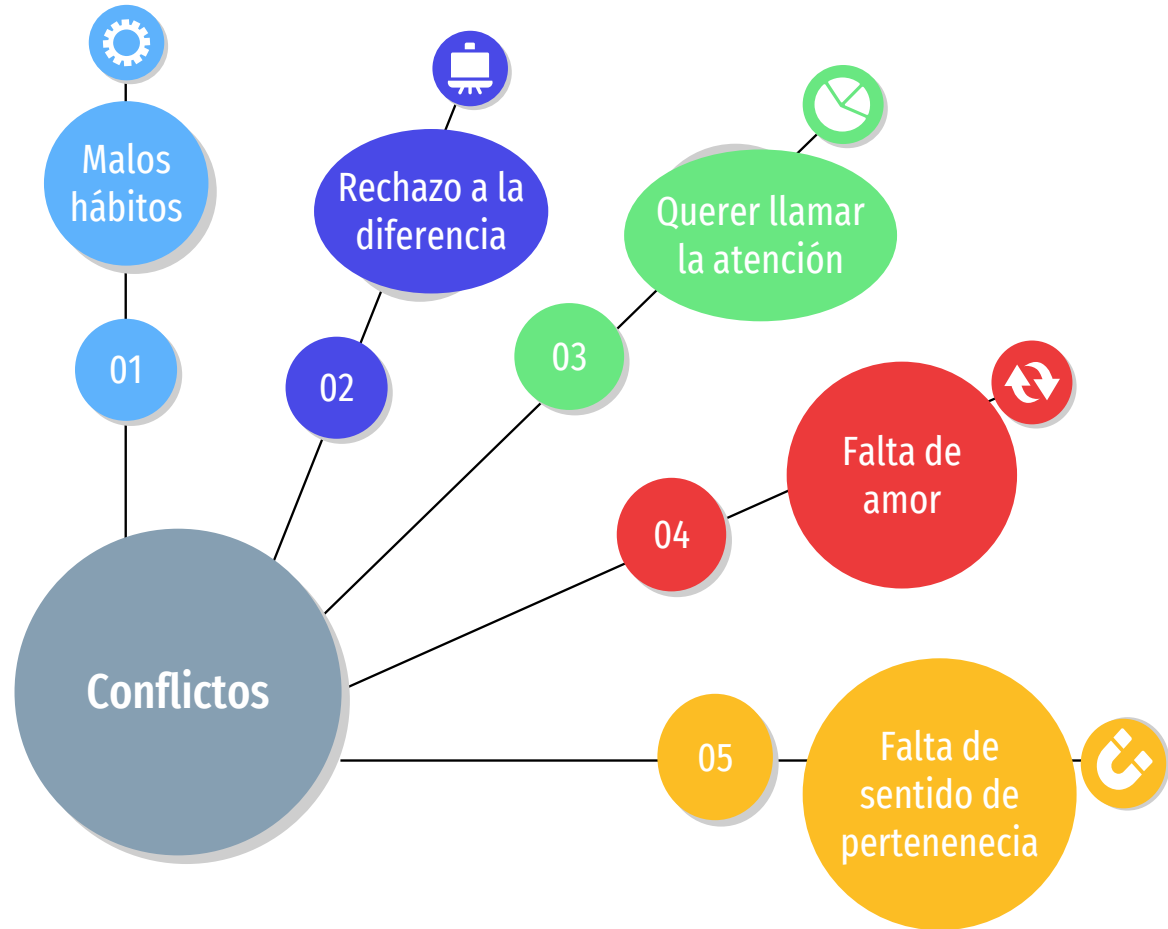 Malos
hábitos
01
Rechazo a la
diferencia
02
Querer llamar
la atención
03
Falta de
amor
04
Conflictos
05
Falta de
sentido de
pertenenecia